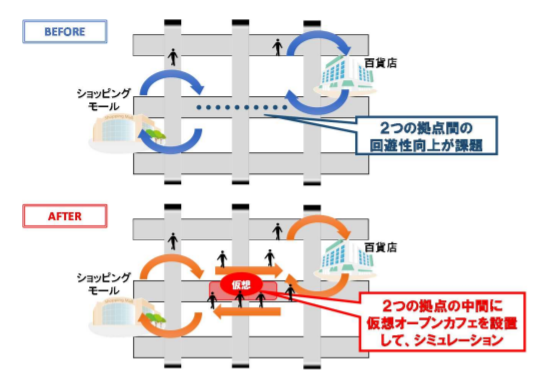 BEFORE
百貨店
ショッピング
モール
２つの拠点間の
回遊性向上が課題
AFTER
百貨店
ショッピング
モール
仮想
２つの拠点の中間に
仮想オープンカフェを設置
して、シミュレーション